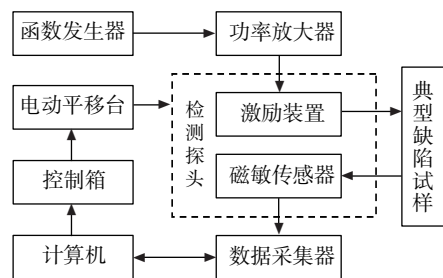 函数发生器
功率放大器
电动平移台
检测探头
激励装置
典型缺陷试样
控制箱
磁敏传感器
计算机
数据采集器